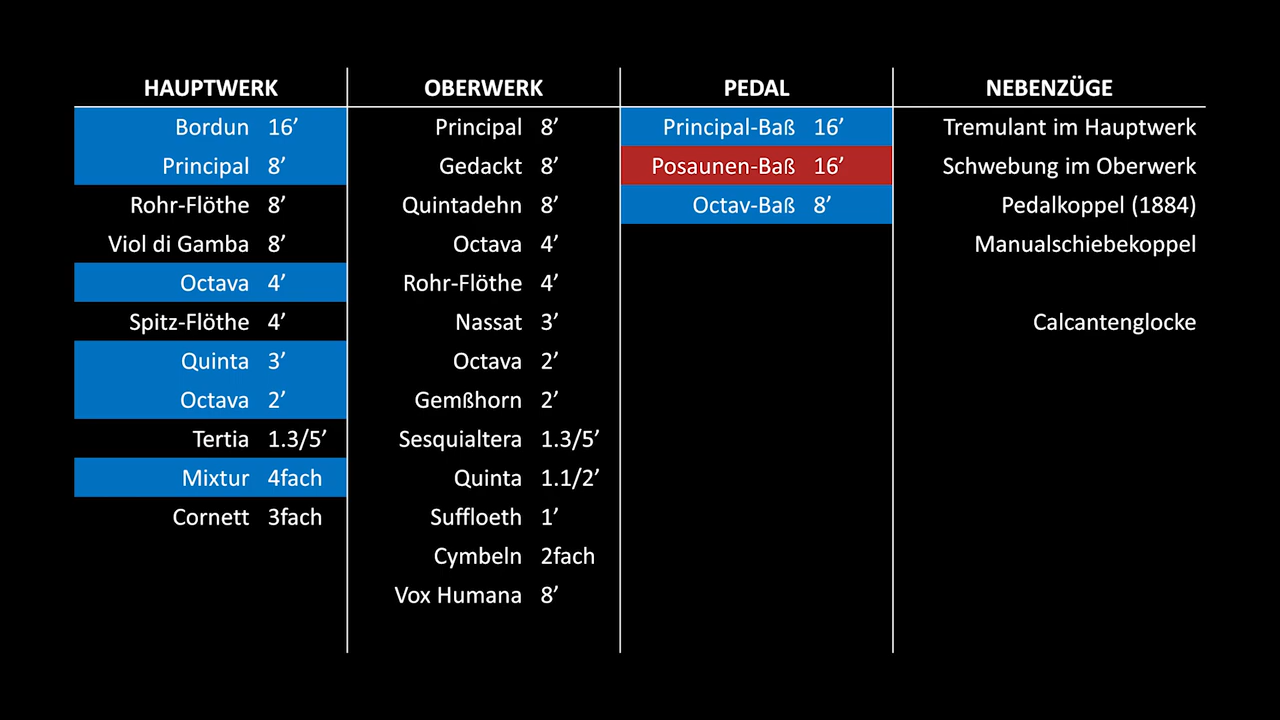 HAUPTWERK
Bordun 16’
Principal 8’
Rohr-Flöthe 8’
Viol di Gamba 8’
Octava 4’
Spitz-Flöthe 4’
Quinta 3’
Octava 2’
Tertia 1.3/5’
Mixtur 4fach
Cornett 3fach
OBERWERK
Principal 8’
Gedackt 8’
Quintadehn 8’
Octava 4’
Rohr-Flöthe 4’
Nassat 3’
Octava 2’
Gemßhorn 2’
Sesquialtera 1.3/5’
Quinta 1.1/2’
Suffloeth 1’
Cymbeln 2fach
Vox Humana 8’
PEDAL
Principal-Baß 16’
Posaunen-Baß 16’
Octav-Baß 8’
NEBENZÜGE
Tremulant im Hauptwerk
Schwebung im Oberwerk
Pedalkoppel (1884)
Manualschiebekoppel
Calcantenglocke